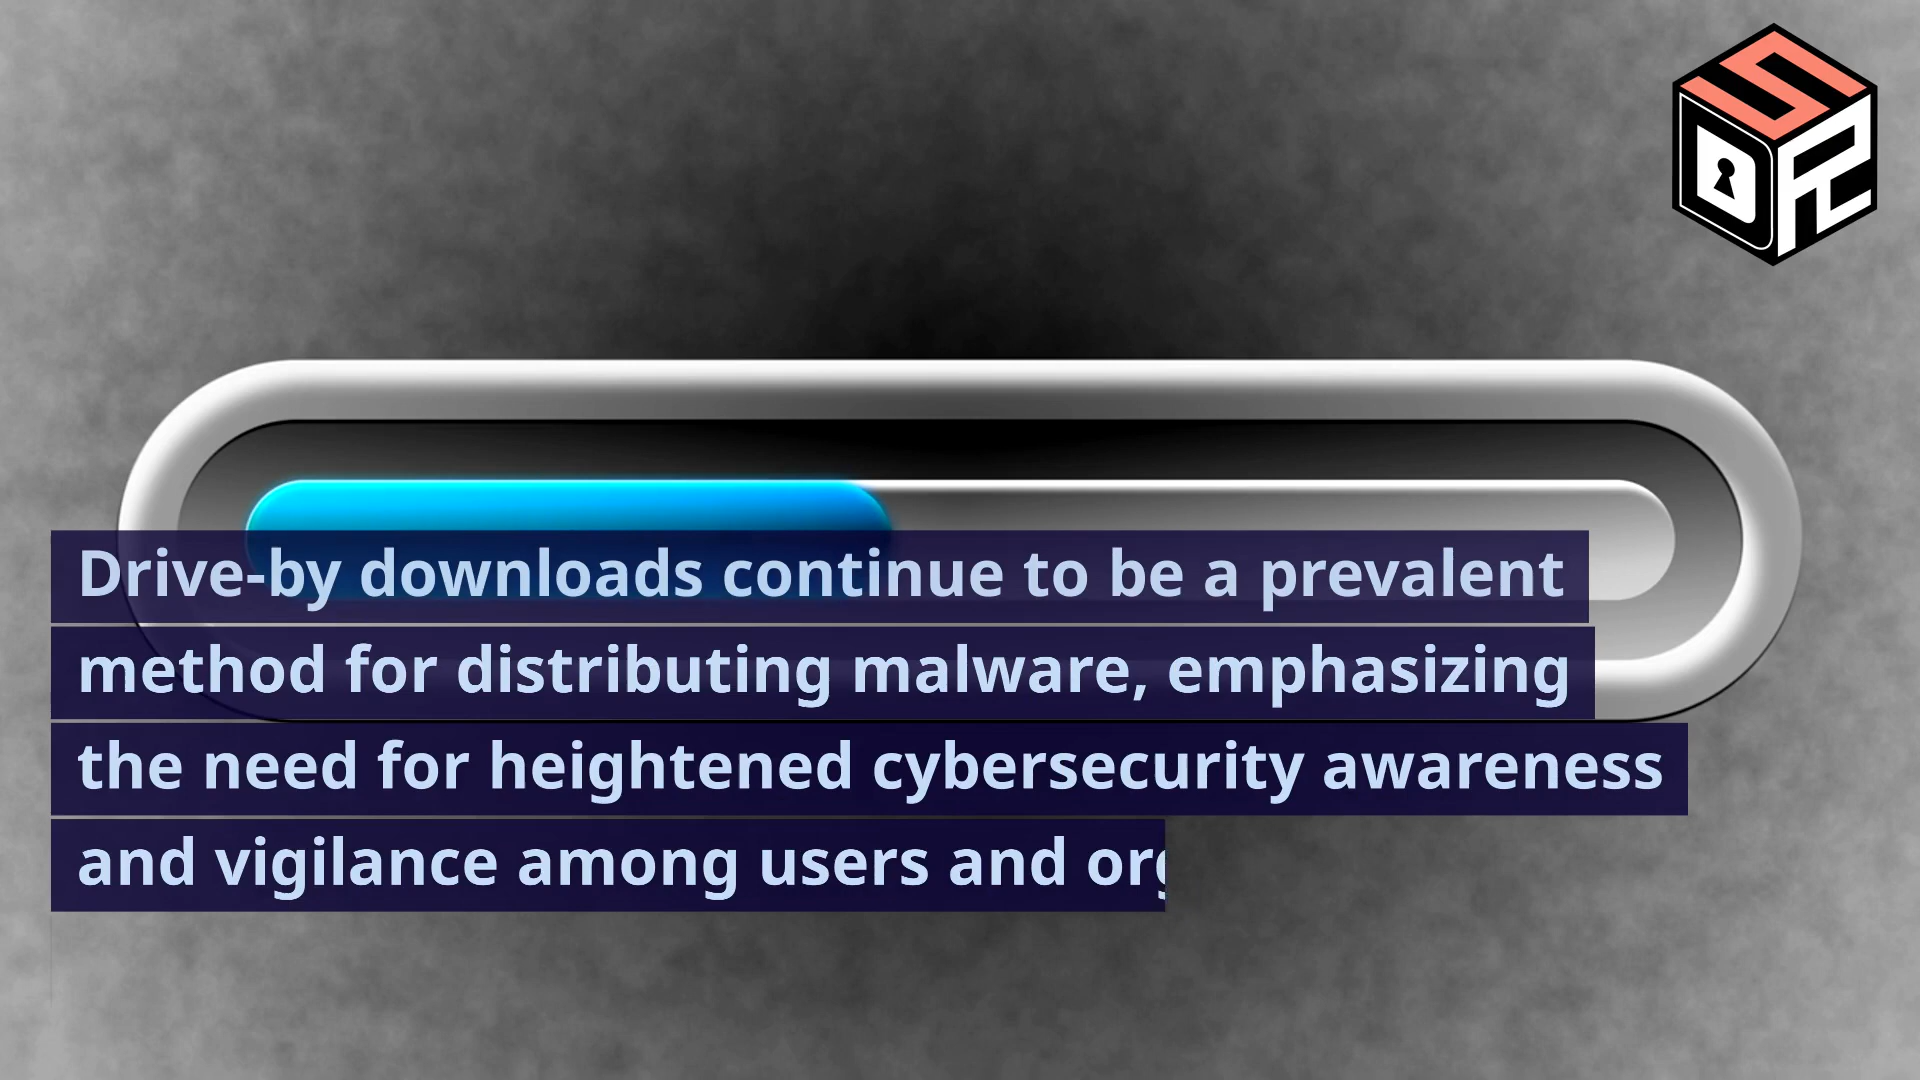 Drive-by downloads continue to be a prevalent
method for distributing malware, emphasizing
the need for heightened cybersecurity awareness
and vigilance among users and